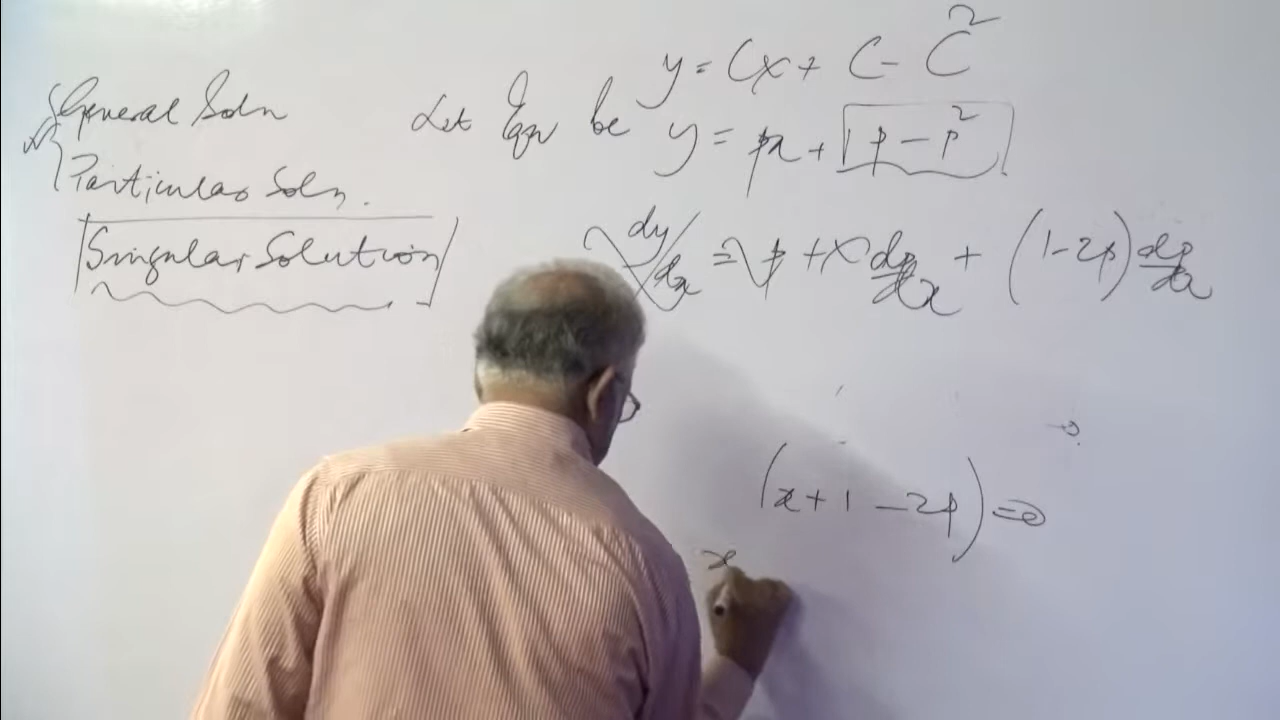 y = Cx + C - C²
General Soln
Let Eqn be y = px + p - p²
Particular Soln.
Singular Solution
dy/dx = p + x dp/dx + (1-2p) dp/dx
(x + 1 - 2p) = 0
x